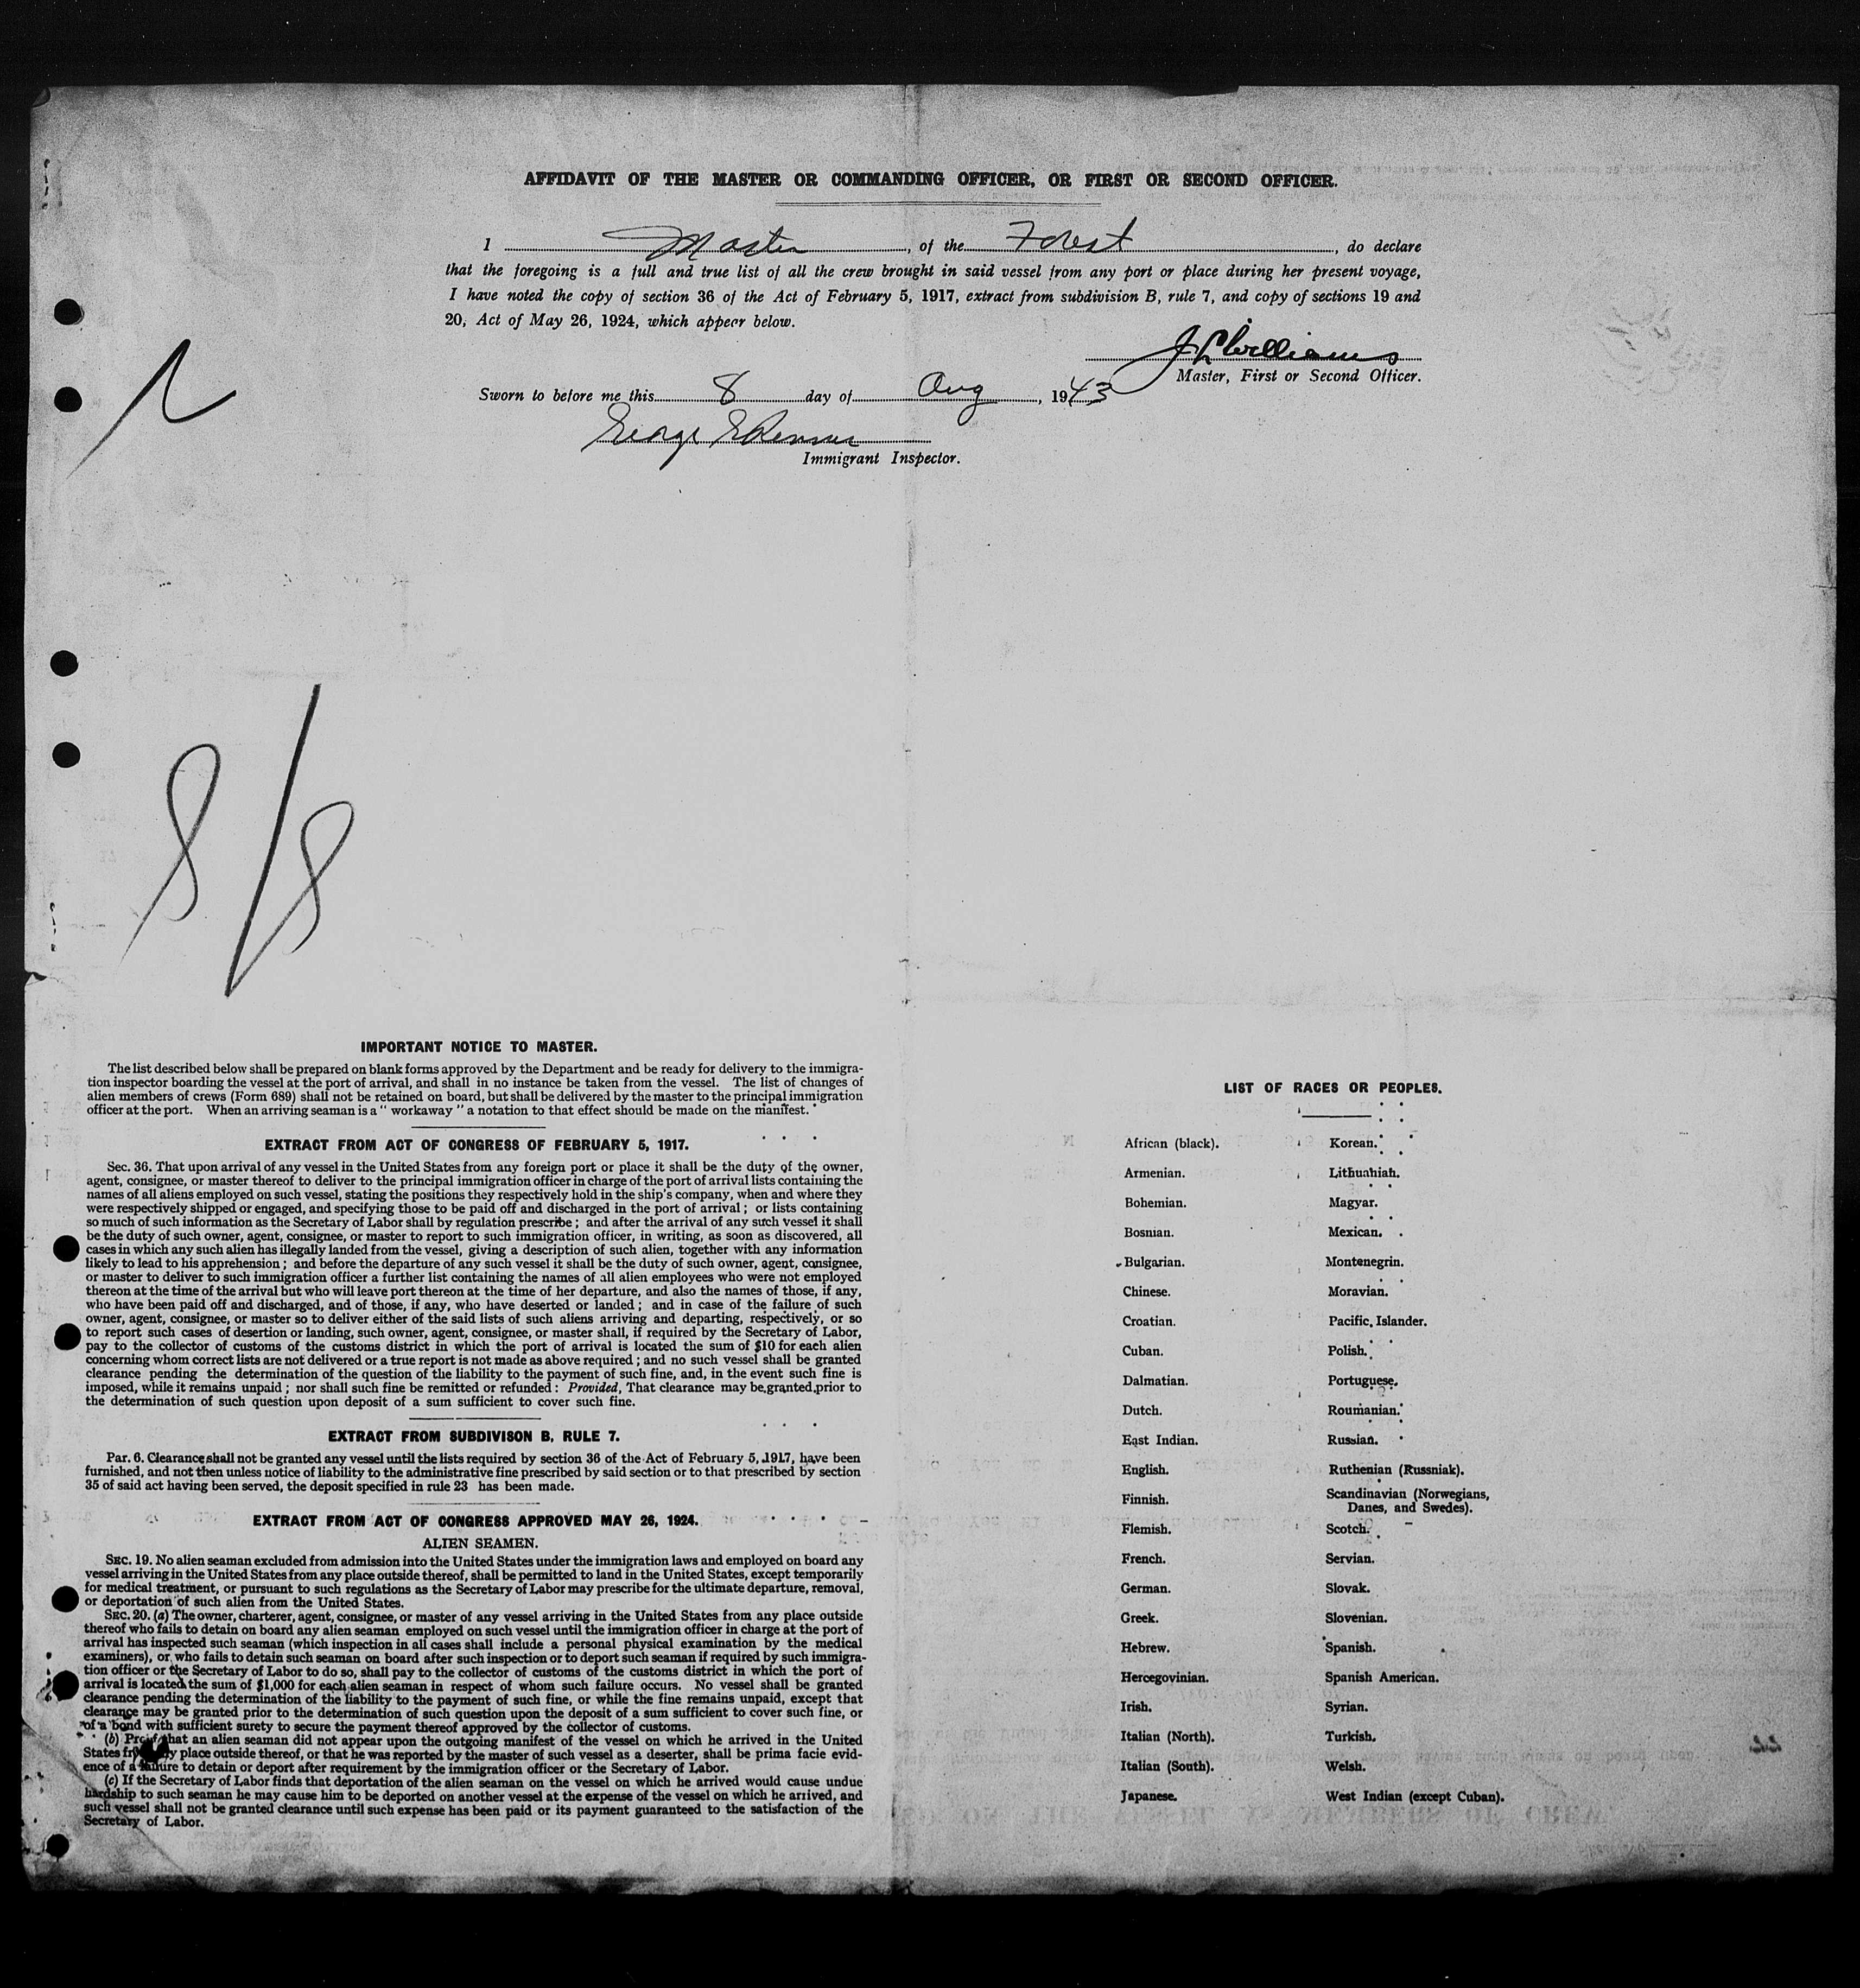 AFFIDAVIT OF THE MASTER OR COMMANDING OFFICER, OR FIRST OR SECOND OFFICER.
I Master, of the Forest, do declare
that the foregoing is a full and true list of all the crew brought in said vessel from any port or place during her present voyage,
I have noted the copy of section 36 of the Act of February 5, 1917, extract from subdivision B, rule 7, and copy of sections 19 and
20, Act of May 26, 1924, which appear below.
J L Williams
Master, First or Second Officer.
Sworn to before me this 8 day of Aug, 1943
George
Immigrant Inspector.
8/8
IMPORTANT NOTICE TO MASTER.
The list described below shall be prepared on blank forms approved by the Department and be ready for delivery to the immigra-
tion inspector boarding the vessel at the port of arrival, and shall in no instance be taken from the vessel. The list of changes of
alien members of crews (Form 689) shall not be retained on board, but shall be delivered by the master to the principal immigration
officer at the port. When an arriving seaman is a "workaway" a notation to that effect should be made on the manifest.
EXTRACT FROM ACT OF CONGRESS OF FEBRUARY 5, 1917.
Sec. 36. That upon arrival of any vessel in the United States from any foreign port or place it shall be the duty of the owner,
agent, consignee, or master thereof to deliver to the principal immigration officer in charge of the port of arrival lists containing the
names of all aliens employed on such vessel, stating the positions they respectively hold in the ship's company, when and where they
were respectively shipped or engaged, and specifying those to be paid off and discharged in the port of arrival; or lists containing
so much of such information as the Secretary of Labor shall by regulation prescribe; and after the arrival of any such vessel it shall
be the duty of such owner, agent, consignee, or master to report to such immigration officer, in writing, as soon as discovered, all
cases in which any such alien has illegally landed from the vessel, giving a description of such alien, together with any information
likely to lead to his apprehension; and before the departure of any such vessel it shall be the duty of such owner, agent, consignee,
or master to deliver to such immigration officer a further list containing the names of all alien employees who were not employed
thereon at the time of the arrival but who will leave port thereon at the time of her departure, and also the names of those, if any,
who have been paid off and discharged, and of those, if any, who have deserted or landed; and in case of the failure of such
owner, agent, consignee, or master so to deliver either of the said lists of such aliens arriving and departing, respectively, or so
to report such cases of desertion or landing, such owner, agent, consignee, or master shall, if required by the Secretary of Labor,
pay to the collector of customs of the customs district in which the port of arrival is located the sum of $10 for each alien
concerning whom correct lists are not delivered or a true report is not made as above required; and no such vessel shall be granted
clearance pending the determination of the question of the liability to the payment of such fine, and, in the event such fine is
imposed, while it remains unpaid; nor shall such fine be remitted or refunded: Provided, That clearance may be granted prior to
the determination of such question upon deposit of a sum sufficient to cover such fine.
EXTRACT FROM SUBDIVISON B, RULE 7.
Par. 6. Clearance shall not be granted any vessel until the lists required by section 36 of the Act of February 5, 1917, have been
furnished, and not then unless notice of liability to the administrative fine prescribed by said section or to that prescribed by section
35 of said act having been served, the deposit specified in rule 23 has been made.
EXTRACT FROM ACT OF CONGRESS APPROVED MAY 26, 1924.
ALIEN SEAMEN.
SEC. 19. No alien seaman excluded from admission into the United States under the immigration laws and employed on board any
vessel arriving in the United States from any place outside thereof, shall be permitted to land in the United States, except temporarily
for medical treatment, or pursuant to such regulations as the Secretary of Labor may prescribe for the ultimate departure, removal,
or deportation of such alien from the United States.
SEC. 20. (a) The owner, charterer, agent, consignee, or master of any vessel arriving in the United States from any place outside
thereof who fails to detain on board any alien seaman employed on such vessel until the immigration officer in charge at the port of
arrival has inspected such seaman (which inspection in all cases shall include a personal physical examination by the medical
examiners), or who fails to detain such seaman on board after such inspection or to deport such seaman if required by such immigra-
tion officer or the Secretary of Labor to do so, shall pay to the collector of customs of the customs district in which the port of
arrival is located the sum of $1,000 for each alien seaman in respect of whom such failure occurs. No vessel shall be granted
clearance pending the determination of the liability to the payment of such fine, or while the fine remains unpaid, except that
clearance may be granted prior to the determination of such question upon the deposit of a sum sufficient to cover such fine, or
of a bond with sufficient surety to secure the payment thereof approved by the collector of customs.
(b) Proof that an alien seaman did not appear upon the outgoing manifest of the vessel on which he arrived in the United
States from any place outside thereof, or that he was reported by the master of such vessel as a deserter, shall be prima facie evid-
ence of a failure to detain or deport after requirement by the immigration officer or the Secretary of Labor.
(c) If the Secretary of Labor finds that deportation of the alien seaman on the vessel on which he arrived would cause undue
hardship to such seaman he may cause him to be deported on another vessel at the expense of the vessel on which he arrived, and
such vessel shall not be granted clearance until such expense has been paid or its payment guaranteed to the satisfaction of the
Secretary of Labor.
LIST OF RACES OR PEOPLES.
African (black).
Armenian.
Bohemian.
Bosnian.
Bulgarian.
Chinese.
Croatian.
Cuban.
Dalmatian.
Dutch.
East Indian.
English.
Finnish.
Flemish.
French.
German.
Greek.
Hebrew.
Hercegovinian.
Irish.
Italian (North).
Italian (South).
Japanese.
Korean.
Lithuanian.
Magyar.
Mexican.
Montenegrin.
Moravian.
Pacific Islander.
Polish.
Portuguese.
Roumanian.
Russian.
Ruthenian (Russniak).
Scandinavian (Norwegians,
Danes, and Swedes).
Scotch.
Servian.
Slovak.
Slovenian.
Spanish.
Spanish American.
Syrian.
Turkish.
Welsh.
West Indian (except Cuban).